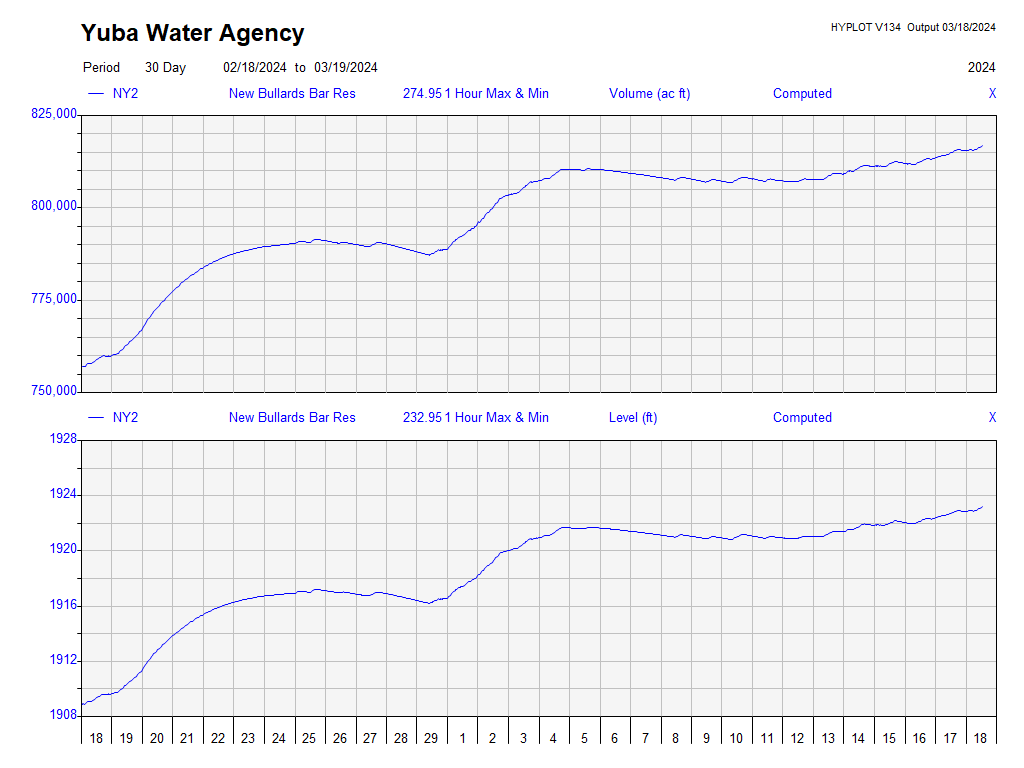 Yuba Water Agency
HYPLOT V134 Output 03/18/2024
Period 30 Day 02/18/2024 to 03/19/2024 2024
NY2 New Bullards Bar Res 274.95 1 Hour Max & Min Volume (ac ft) Computed X
825,000
800,000
775,000
750,000
NY2 New Bullards Bar Res 232.95 1 Hour Max & Min Level (ft) Computed X
1928
1924
1920
1916
1912
1908
18 19 20 21 22 23 24 25 26 27 28 29 1 2 3 4 5 6 7 8 9 10 11 12 13 14 15 16 17 18